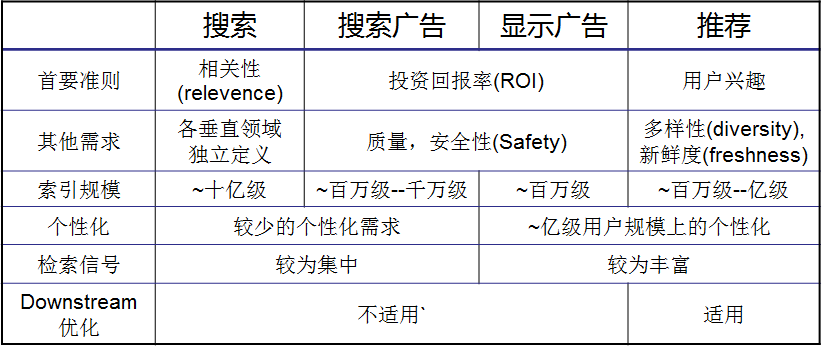 搜索 搜索广告 显示广告 推荐
首要准则 相关性 (relevence) 投资回报率(ROI) 用户兴趣
其他需求 各垂直领域 独立定义 质量，安全性(Safety) 多样性(diversity), 新鲜度(freshness)
索引规模 ~十亿级 ~百万级--千万级 ~百万级 ~百万级--亿级
个性化 较少的个性化需求 ~亿级用户规模上的个性化
检索信号 较为集中 较为丰富
Downstream 优化 不适用` 适用